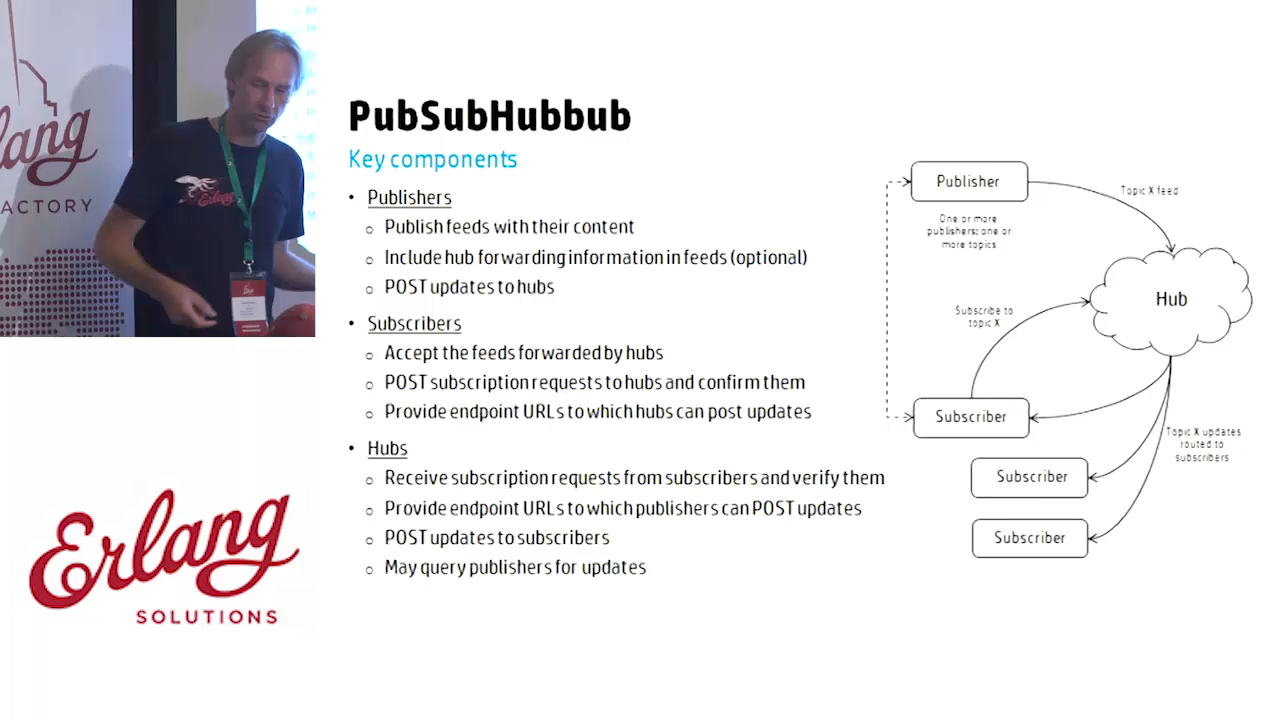 lang
ACTORY
Erlang
PubSubHubbub
Key components
• Publishers
o Publish feeds with their content
o Include hub forwarding information in feeds (optional)
o POST updates to hubs
• Subscribers
o Accept the feeds forwarded by hubs
o POST subscription requests to hubs and confirm them
o Provide endpoint URLs to which hubs can post updates
• Hubs
o Receive subscription requests from subscribers and verify them
o Provide endpoint URLs to which publishers can POST updates
o POST updates to subscribers
o May query publishers for updates
Publisher
One or more
publishers; one or
more topics
Topic X feed
Hub
Subscribe to
topic X
Subscriber
Topic X updates
routed to
subscribers
Subscriber
Subscriber
Erlang
SOLUTIONS